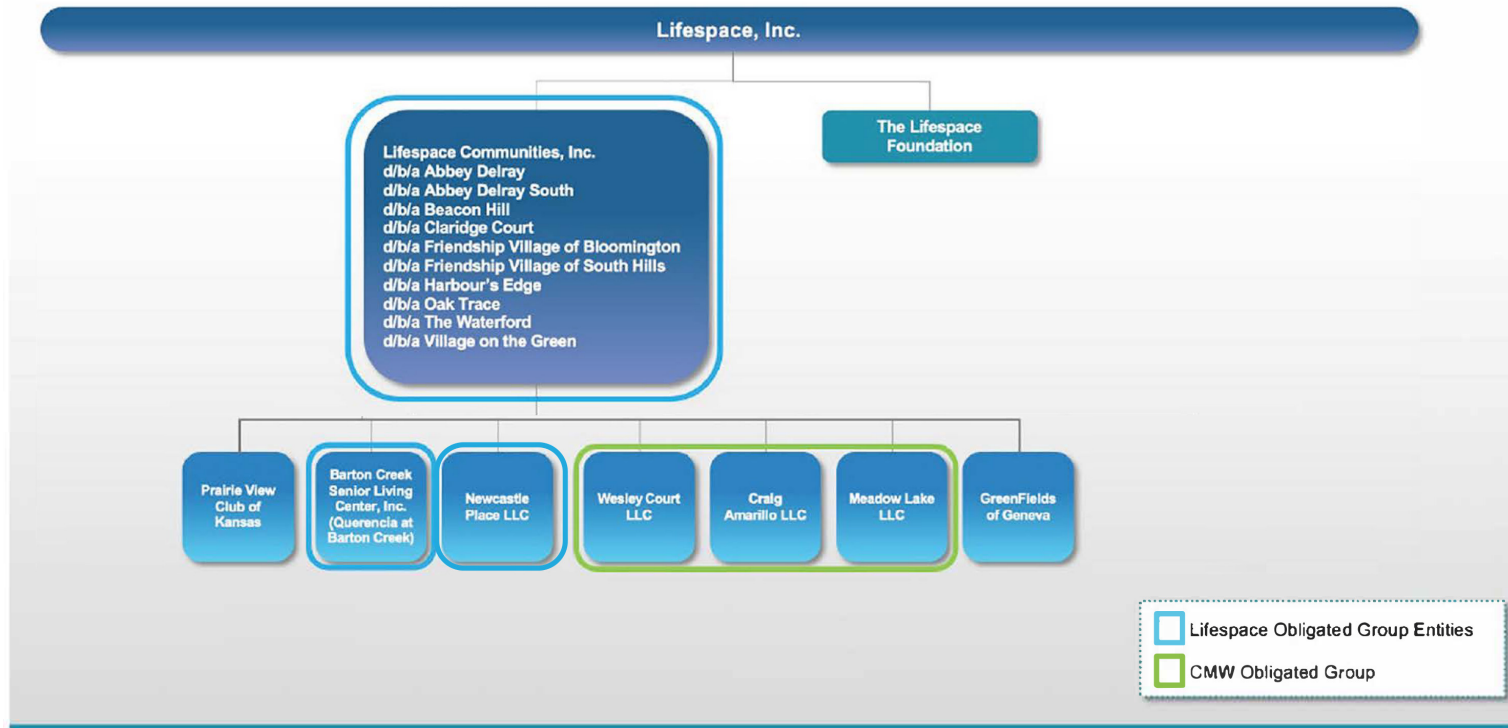 Lifespace, Inc.
The Lifespace
Foundation
Lifespace Communities, Inc.
d/b/a Abbey Delray
d/b/a Abbey Delray South
d/b/a Beacon Hill
d/b/a Claridge Court
d/b/a Friendship Village of Bloomington
d/b/a Friendship Village of South Hills
d/b/a Harbour's Edge
d/b/a Oak Trace
d/b/a The Waterford
d/b/a Village on the Green
Prairie View
Club of
Kansas
Barton Creek
Senior Living
Center, Inc.
(Querencia at
Barton Creek)
Newcastle
Place LLC
Wesley Court
LLC
Craig
Amarillo LLC
Meadow Lake
LLC
GreenFields
of Geneva
Lifespace Obligated Group Entities
CMW Obligated Group